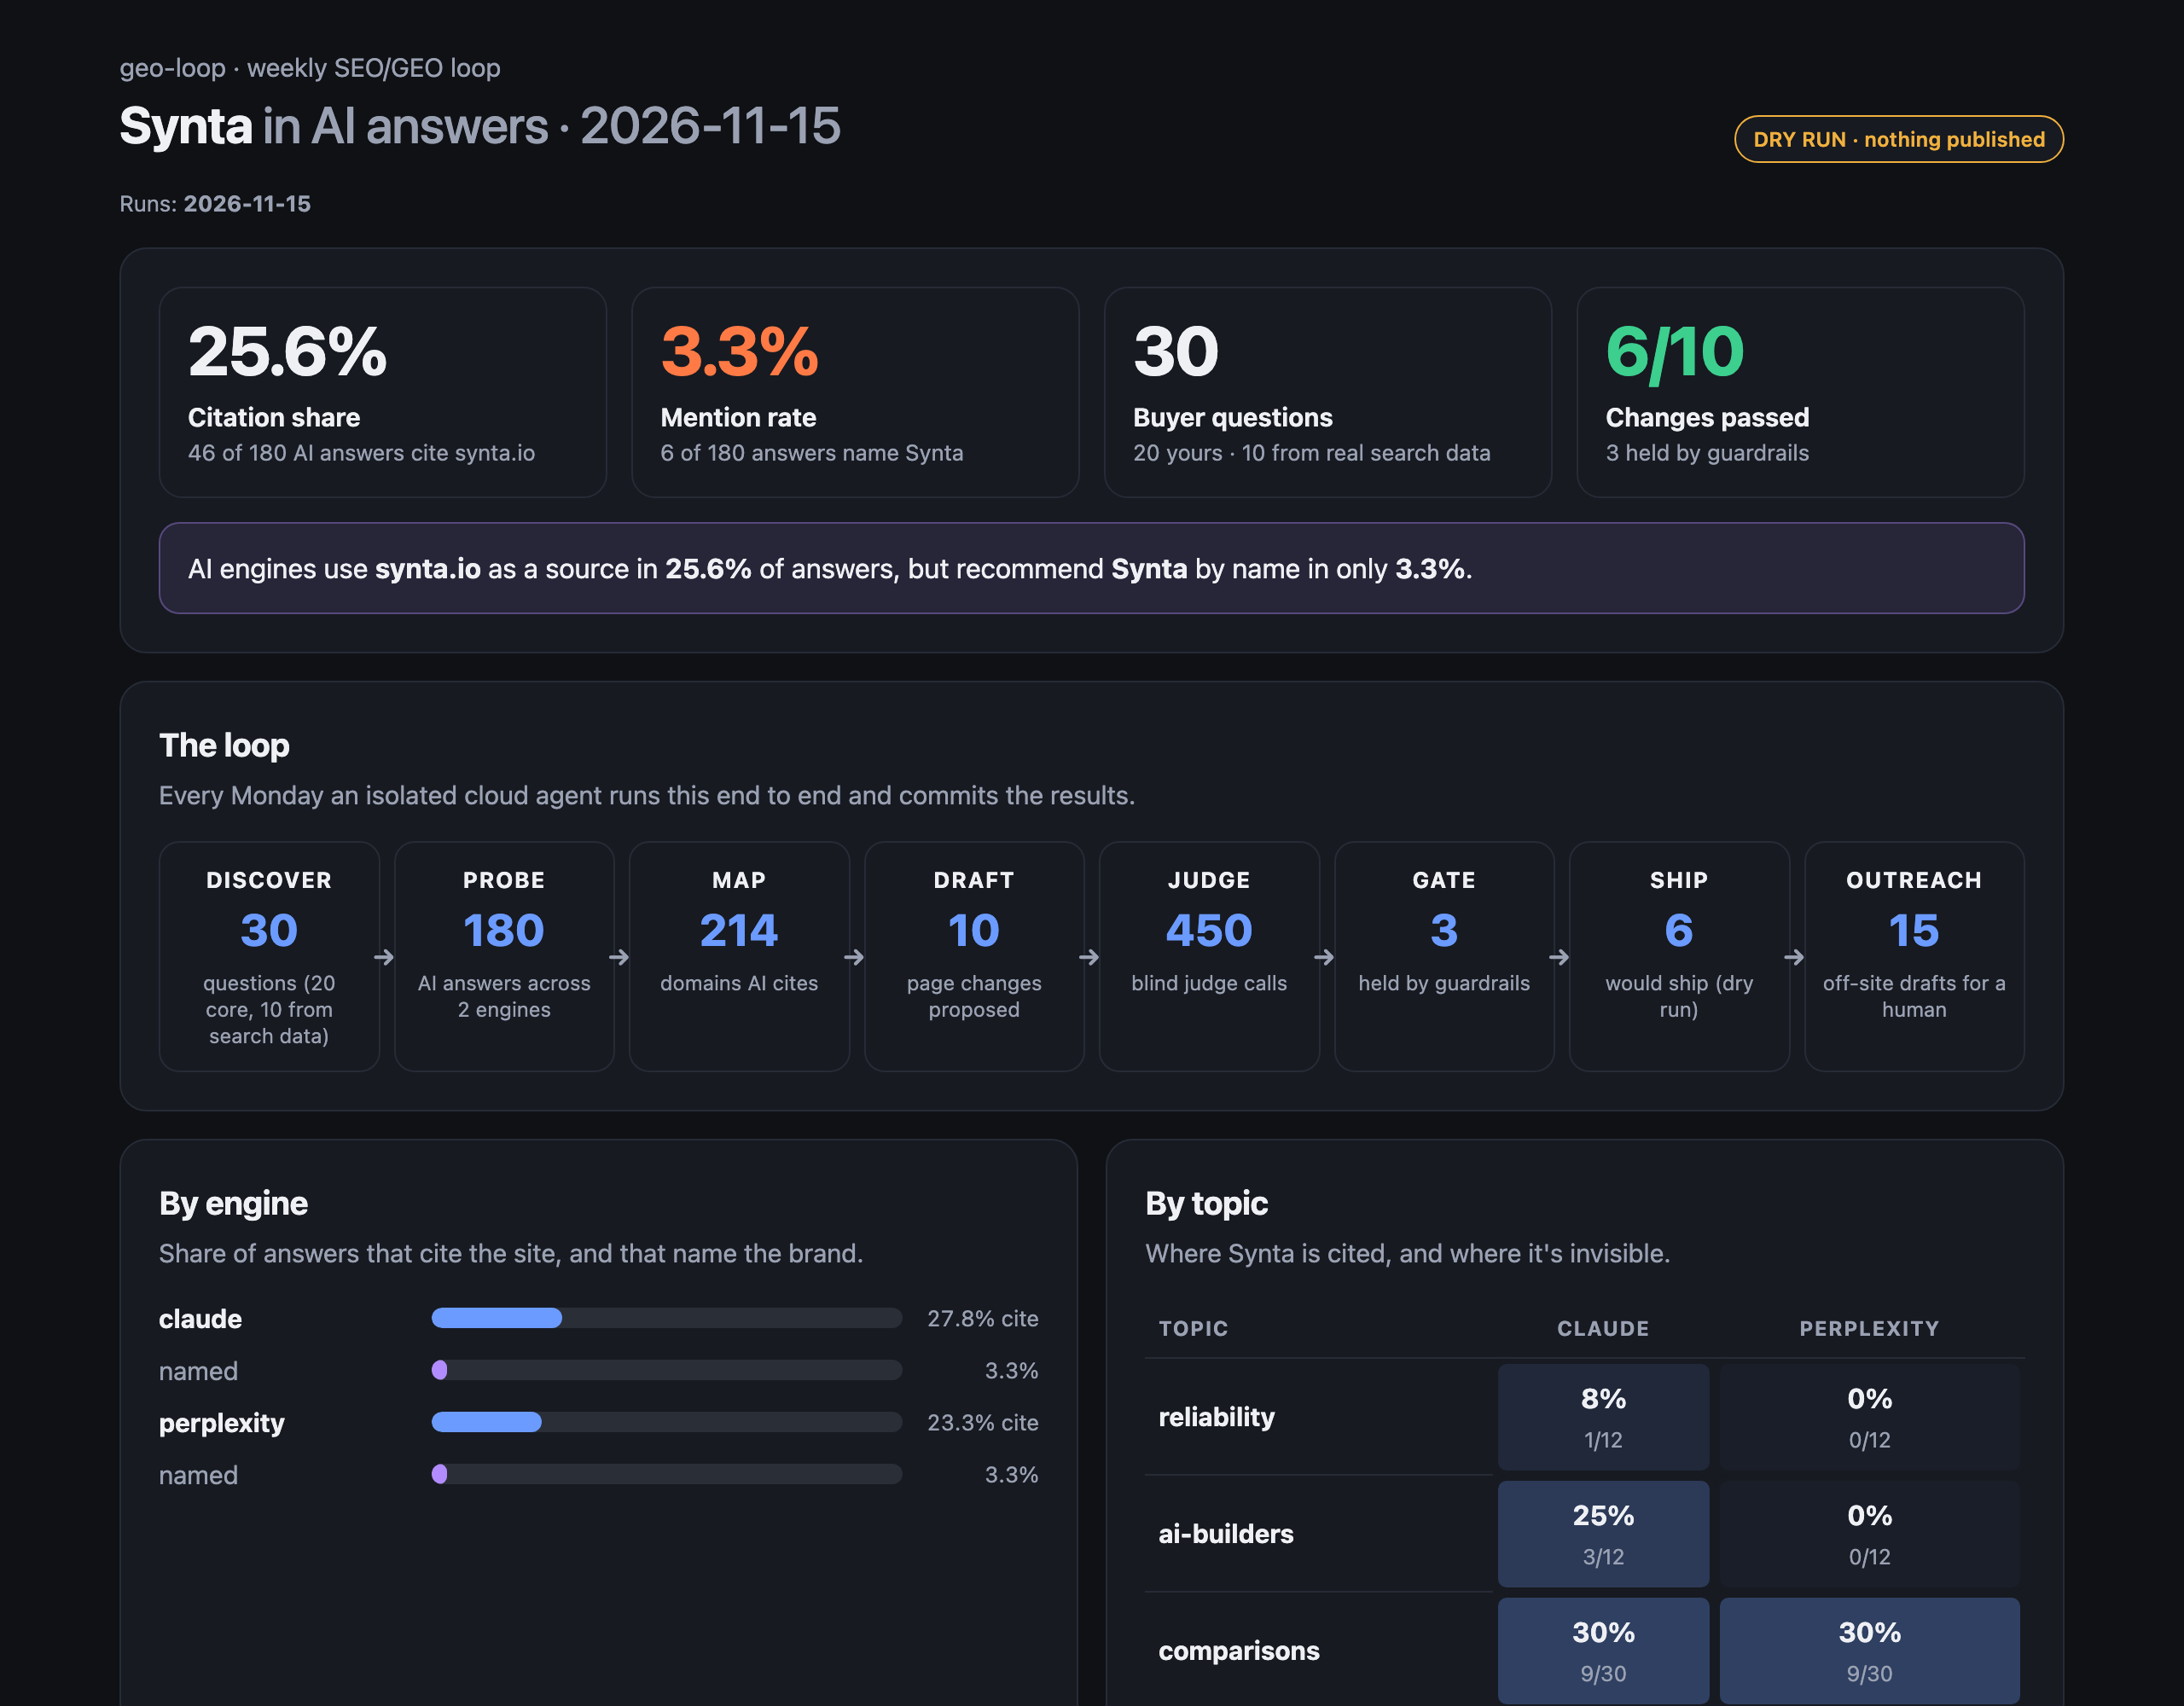 geo-loop · weekly SEO/GEO loop
Synta in AI answers · 2026-11-15
DRY RUN · nothing published
Runs: 2026-11-15
25.6%
Citation share
46 of 180 AI answers cite synta.io
3.3%
Mention rate
6 of 180 answers name Synta
30
Buyer questions
20 yours · 10 from real search data
6/10
Changes passed
3 held by guardrails
AI engines use synta.io as a source in 25.6% of answers, but recommend Synta by name in only 3.3%.
The loop
Every Monday an isolated cloud agent runs this end to end and commits the results.
DISCOVER
30
questions (20
core, 10 from
search data)
→
PROBE
180
AI answers across
2 engines
→
MAP
214
domains AI cites
→
DRAFT
10
page changes
proposed
→
JUDGE
450
blind judge calls
→
GATE
3
held by guardrails
→
SHIP
6
would ship (dry
run)
→
OUTREACH
15
off-site drafts for a
human
By engine
Share of answers that cite the site, and that name the brand.
claude 27.8% cite
named 3.3%
perplexity 23.3% cite
named 3.3%
By topic
Where Synta is cited, and where it's invisible.
TOPIC CLAUDE PERPLEXITY
reliability
8%
1/12
0%
0/12
ai-builders
25%
3/12
0%
0/12
comparisons
30%
9/30
30%
9/30